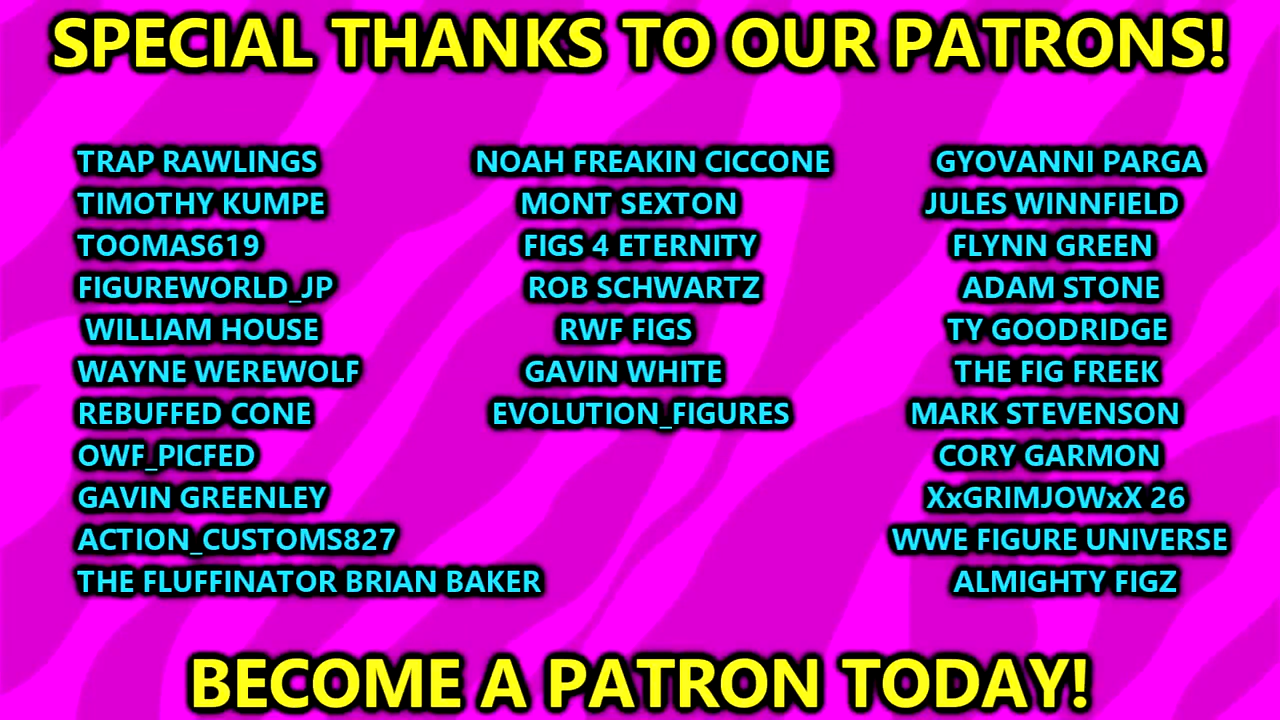 SPECIAL THANKS TO OUR PATRONS!
TRAP RAWLINGS
TIMOTHY KUMPE
TOOMAS619
FIGUREWORLD_JP
WILLIAM HOUSE
WAYNE WEREWOLF
REBUFFED CONE
OWF_PICFED
GAVIN GREENLEY
ACTION_CUSTOMS827
THE FLUFFINATOR BRIAN BAKER
NOAH FREAKIN CICCONE
MONT SEXTON
FIGS 4 ETERNITY
ROB SCHWARTZ
RWF FIGS
GAVIN WHITE
EVOLUTION_FIGURES
GYOVANNI PARGA
JULES WINNFIELD
FLYNN GREEN
ADAM STONE
TY GOODRIDGE
THE FIG FREEK
MARK STEVENSON
CORY GARMON
XxGRIMJOWxX 26
WWE FIGURE UNIVERSE
ALMIGHTY FIGZ
BECOME A PATRON TODAY!